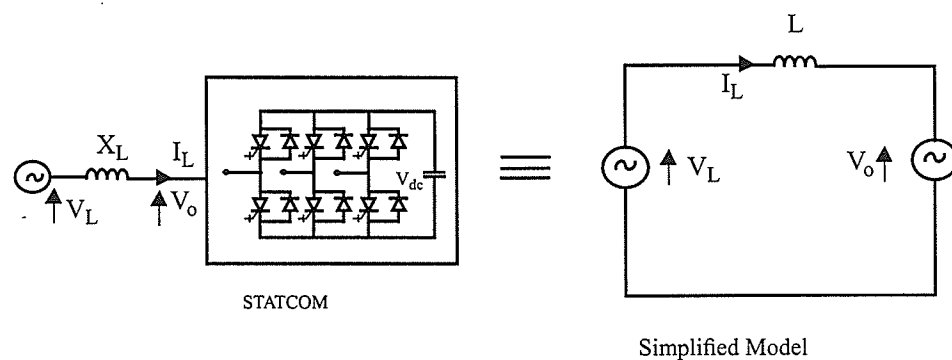 X_L
I_L
V_L
V_o
V_dc
STATCOM
L
I_L
V_L
V_o
Simplified Model